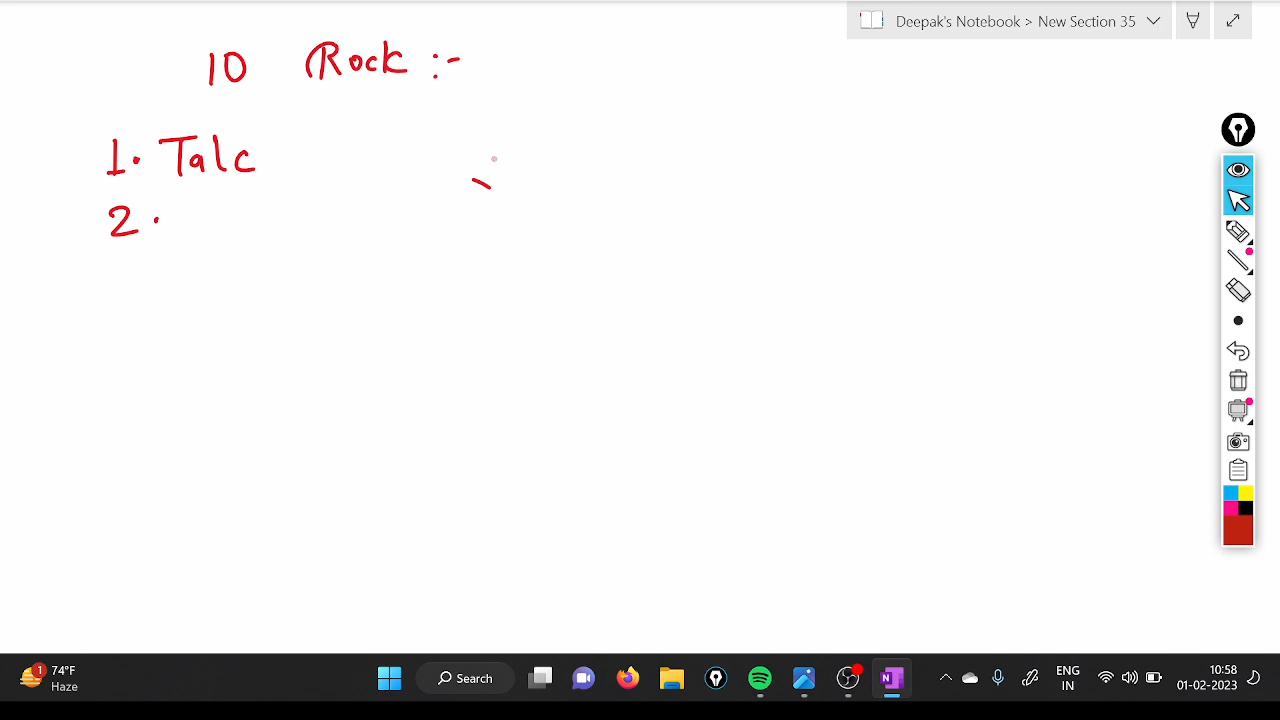 Deepak's Notebook > New Section 35
10 Rock :-
1. Talc
2.
1
74°F
Haze
Search
N
ENG
IN
10:58
01-02-2023